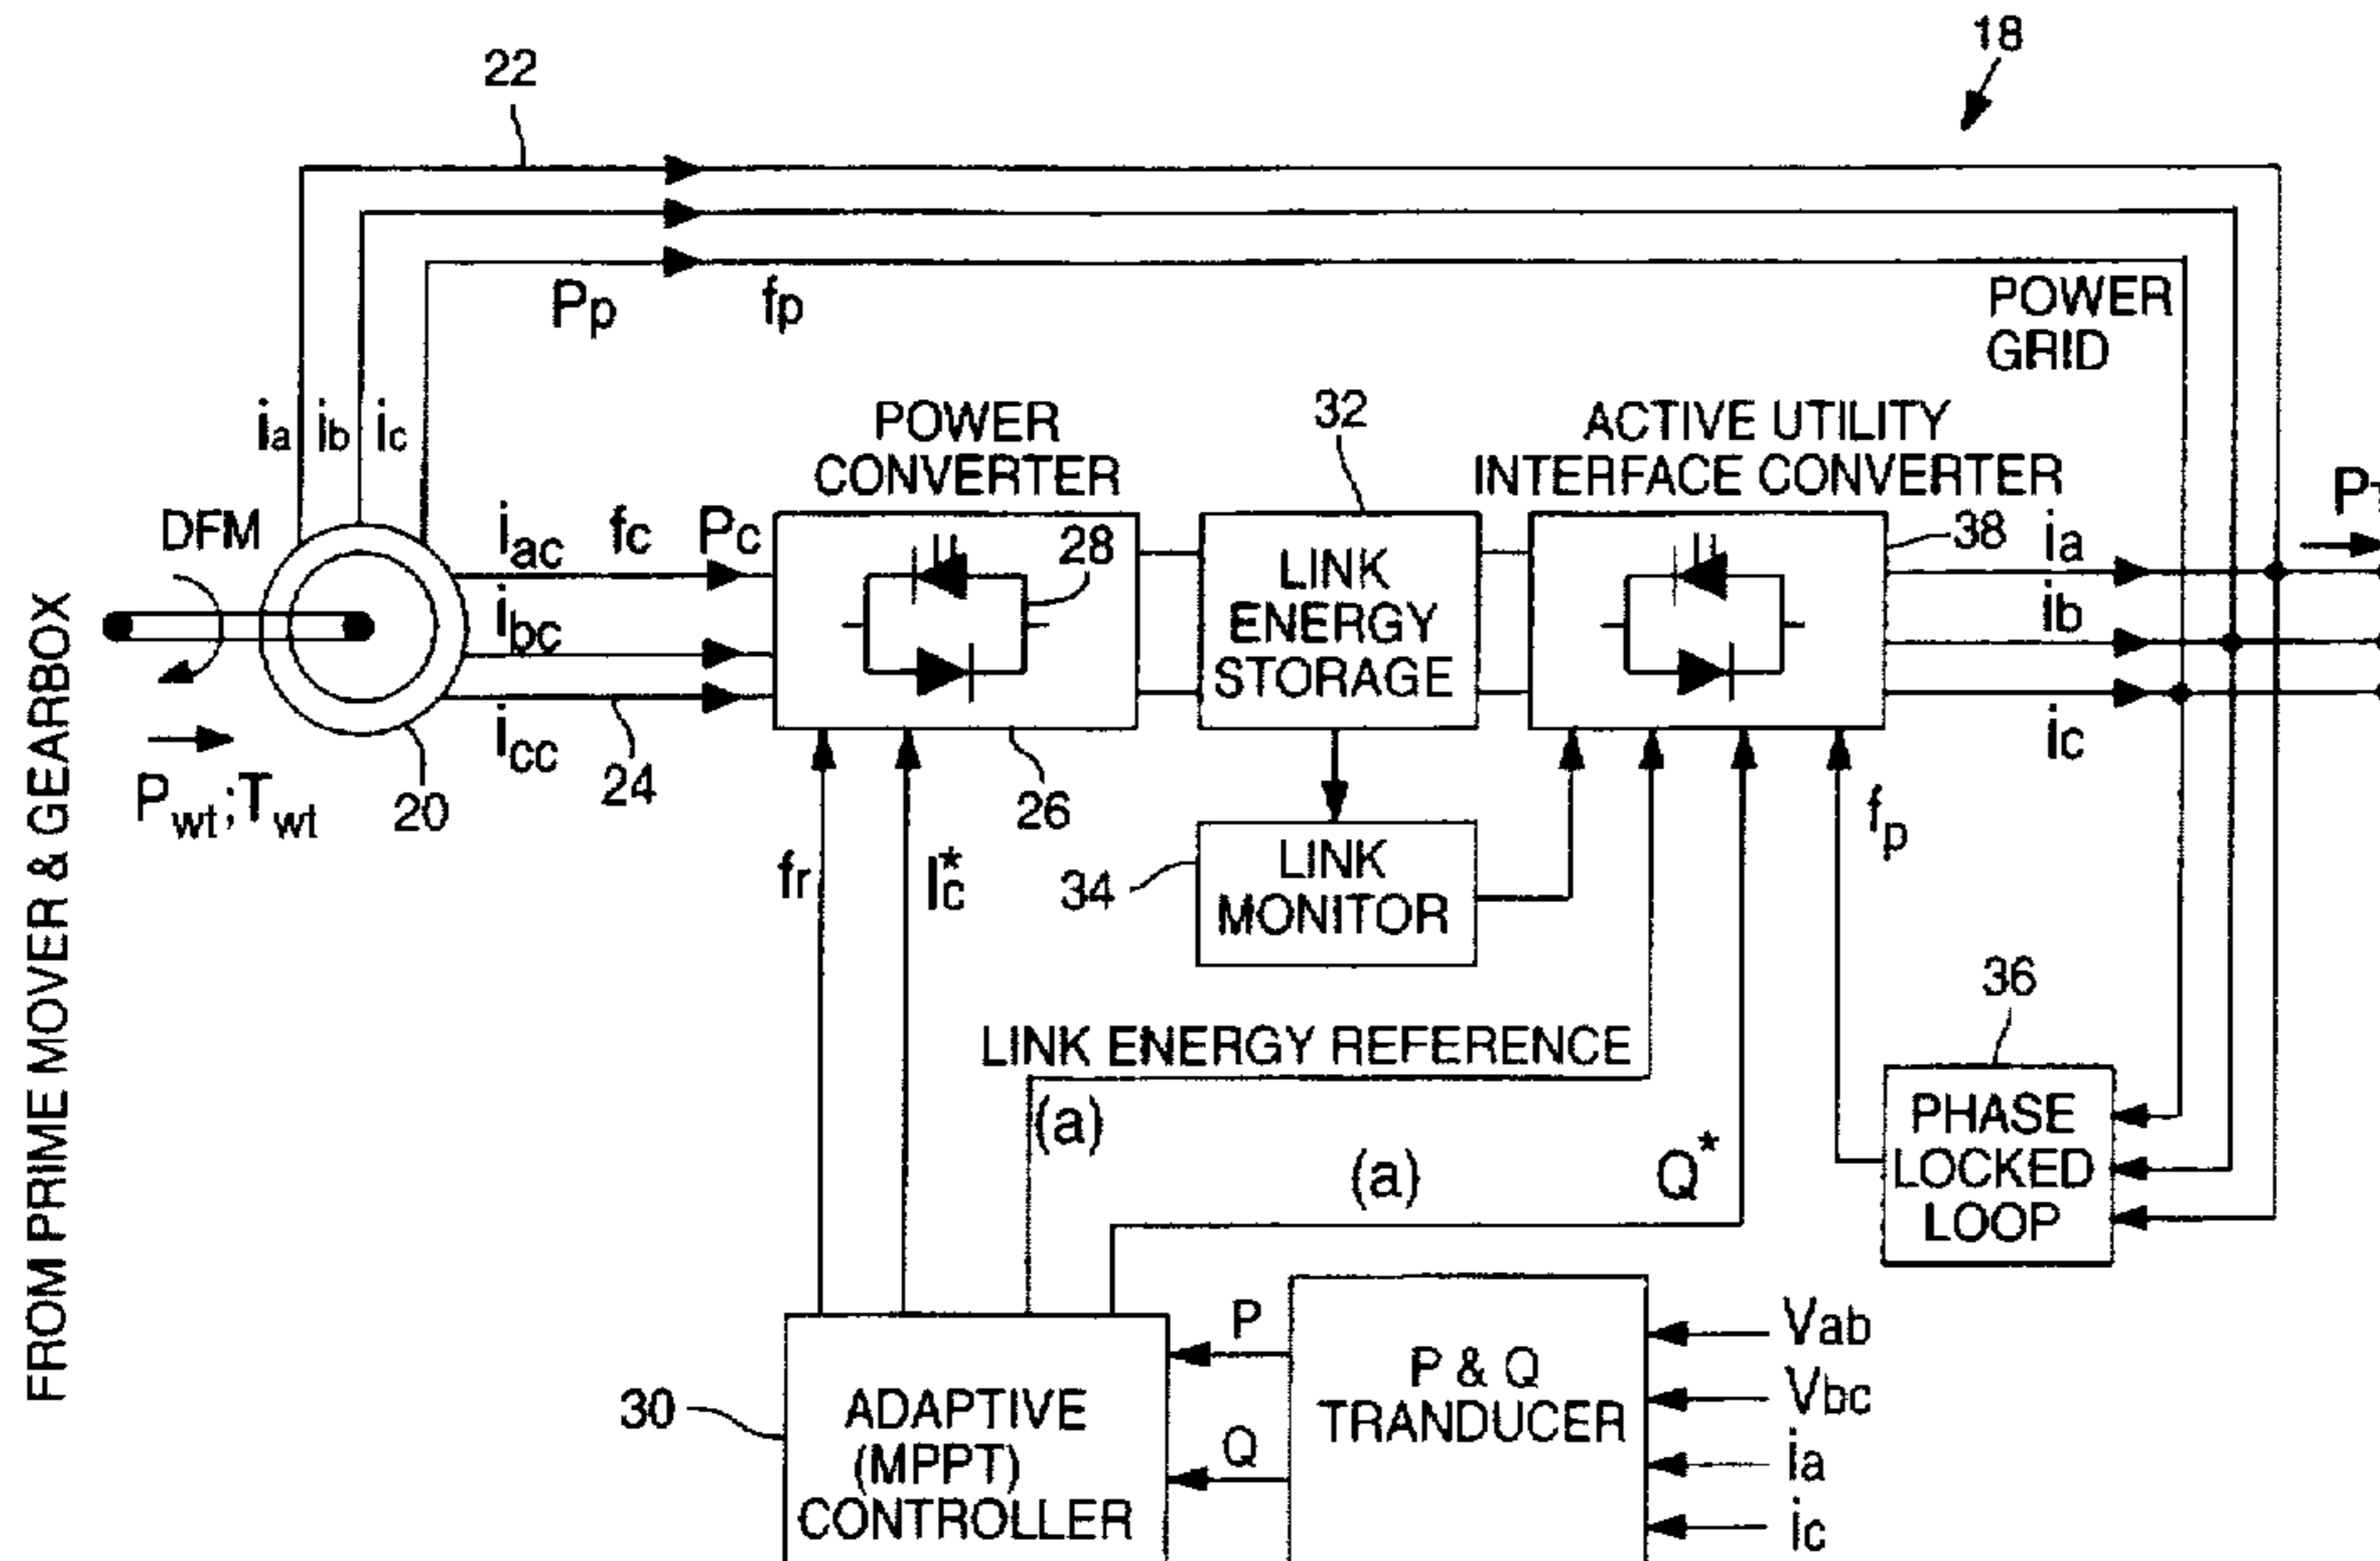 18
22
Pp
fp
POWER
GRID
ia
ib
ic
POWER
CONVERTER
32
ACTIVE UTILITY
INTERFACE CONVERTER
DFM
iac
fc
Pc
28
LINK
ENERGY
STORAGE
38
ia
ib
ic
ibc
icc
24
20
26
Pwt;Twt
FROM PRIME MOVER & GEARBOX
fr
Ic*
34
LINK
MONITOR
fp
36
LINK ENERGY REFERENCE
(a)
(a)
Q*
PHASE
LOCKED
LOOP
30
ADAPTIVE
(MPPT)
CONTROLLER
P
Q
P & Q
TRANDUCER
Vab
Vbc
ia
ic